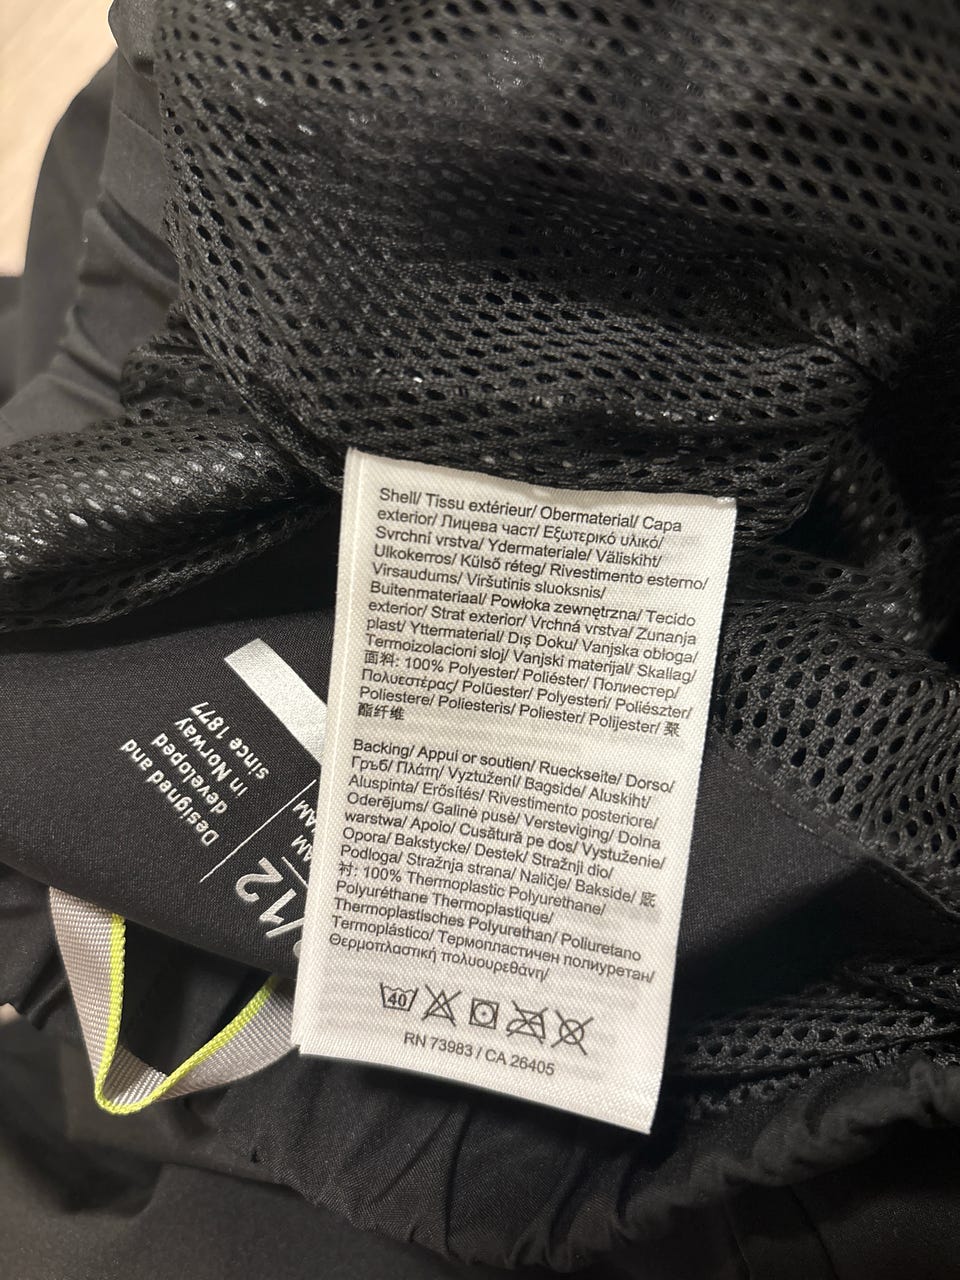 Shell/ Tissu extérieur/ Obermaterial/ Capa
exterior/ Лицева част/ Εξωτερικό υλικό/
Svrchní vrstva/ Ydermateriale/ Väliskiht/
Ulkokerros/ Külső réteg/ Rivestimento esterno/
Virsaudums/ Viršutinis sluoksnis/
Buitenmateriaal/ Powłoka zewnętrzna/ Tecido
exterior/ Strat exterior/ Vrchná vrstva/ Zunanja
plast/ Yttermaterial/ Dış Doku/ Vanjska obloga/
Termoizolacioni sloj/ Vanjski materijal/ Skallag/
面料: 100% Polyester/ Poliéster/ Полиестер/
Πολυεστέρας/ Polüester/ Polyesteri/ Poliészter/
Poliestere/ Poliesteris/ Poliester/ Polijester/ 聚
酯纤维
Backing/ Appui or soutien/ Rueckseite/ Dorso/
Гръб/ Πλάτη/ Vyztužení/ Bagside/ Aluskiht/
Aluspinta/ Erősítés/ Rivestimento posteriore/
Oderējums/ Galinė pusė/ Versteviging/ Dolna
warstwa/ Apoio/ Cusătură pe dos/ Vystuženie/
Opora/ Bakstycke/ Destek/ Stražnji dio/
Podloga/ Stražnja strana/ Naličje/ Bakside/ 底
衬: 100% Thermoplastic Polyurethane/
Polyuréthane Thermoplastique/
Thermoplastisches Polyurethan/ Poliuretano
Termoplástico/ Термопластичен полиуретан/
Θερμοπλαστική πολυουρεθάνη/
40
RN 73983 / CA 26405
Designed and
developed
in Norway
since 1877
/12